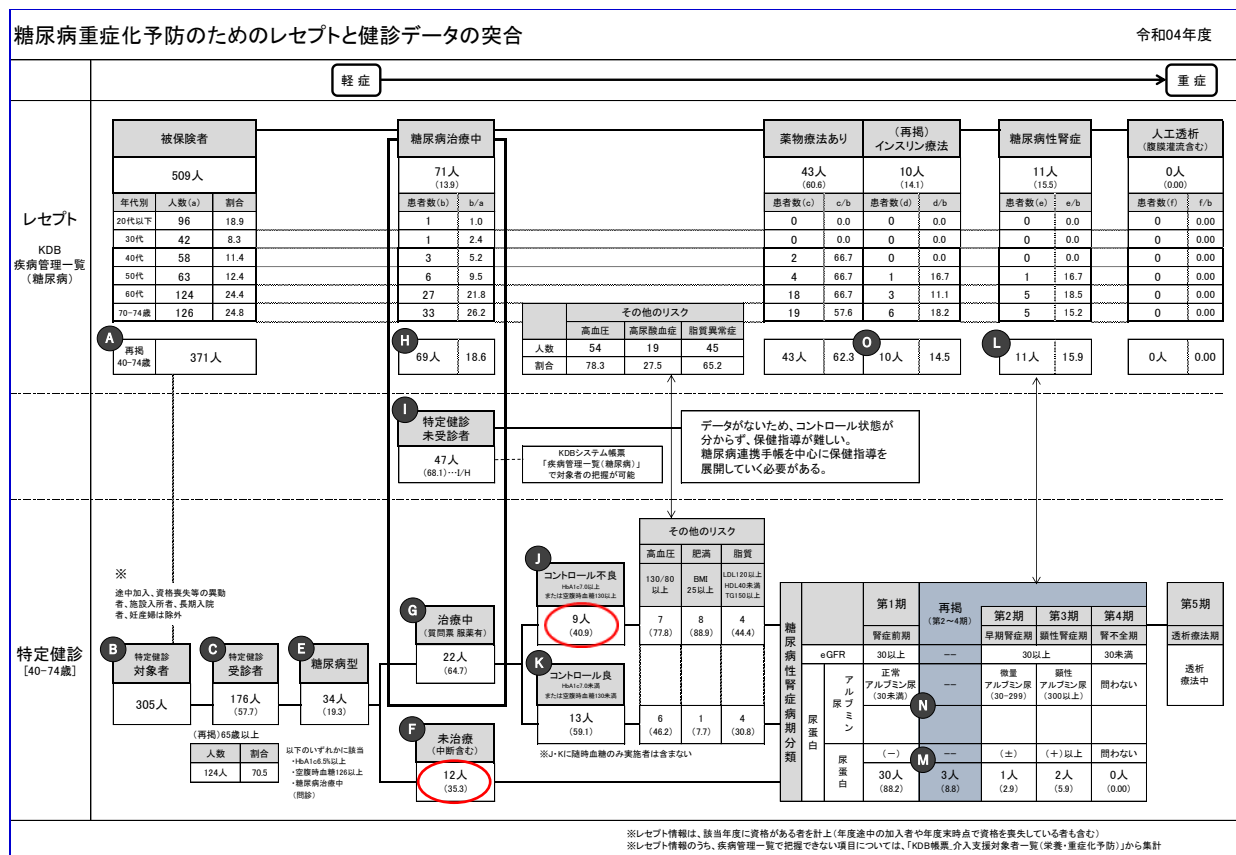 糖尿病重症化予防のためのレセプトと健診データの突合
令和04年度
軽症
重症
レセプト
KDB
疾病管理一覧
(糖尿病)
被保険者
509人
年代別 人数(a) 割合
20代以下 96 18.9
30代 42 8.3
40代 58 11.4
50代 63 12.4
60代 124 24.4
70-74歳 126 24.8
A
再掲
40-74歳
371人
糖尿病治療中
71人
(13.9)
患者数(b) b/a
1 1.0
1 2.4
3 5.2
6 9.5
27 21.8
33 26.2
H
69人 18.6
その他のリスク
高血圧 高尿酸血症 脂質異常症
人数 54 19 45
割合 78.3 27.5 65.2
薬物療法あり
43人
(60.6)
患者数(c) c/b
0 0.0
0 0.0
2 66.7
4 66.7
18 66.7
19 57.6
43人 62.3
(再掲)
インスリン療法
10人
(14.1)
患者数(d) d/b
0 0.0
0 0.0
0 0.0
1 16.7
3 11.1
6 18.2
O
10人 14.5
糖尿病性腎症
11人
(15.5)
患者数(e) e/b
0 0.0
0 0.0
0 0.0
1 16.7
5 18.5
5 15.2
L
11人 15.9
人工透析
(腹膜灌流含む)
0人
(0.00)
患者数(f) f/b
0 0.00
0 0.00
0 0.00
0 0.00
0 0.00
0 0.00
0人 0.00
I
特定健診
未受診者
47人
(68.1)…I/H
KDBシステム帳票
「疾病管理一覧(糖尿病)」
で対象者の把握が可能
データがないため、コントロール状態が
分からず、保健指導が難しい。
糖尿病連携手帳を中心に保健指導を
展開していく必要がある。
特定健診
[40-74歳]
※
途中加入、資格喪失等の異動
者、施設入所者、長期入院
者、妊産婦は除外
B
特定健診
対象者
305人
C
特定健診
受診者
176人
(57.7)
E
糖尿病型
34人
(19.3)
(再掲)65歳以上
人数 割合
124人 70.5
以下のいずれかに該当
・HbA1c6.5%以上
・空腹時血糖126以上
・糖尿病治療中
(問診)
G
治療中
(質問票 服薬有)
22人
(64.7)
F
未治療
(中断含む)
12人
(35.3)
J
コントロール不良
HbA1c7.0以上
または空腹時血糖130以上
9人
(40.9)
K
コントロール良
HbA1c7.0未満
または空腹時血糖130未満
13人
(59.1)
※J・Kに随時血糖のみ実施者は含まない
その他のリスク
高血圧 肥満 脂質
130/80
以上
BMI
25以上
LDL120以上
HDL40未満
TG150以上
7 8 4
(77.8) (88.9) (44.4)
6 1 4
(46.2) (7.7) (30.8)
糖尿病性腎症病期分類
第1期 再掲
(第2~4期)
第2期 第3期 第4期 第5期
腎症前期 早期腎症期 顕性腎症期 腎不全期 透析療法期
eGFR 30以上 -- 30以上 30未満
尿蛋白
尿アルブミン
正常
アルブミン尿
(30未満)
--
微量
アルブミン尿
(30-299)
顕性
アルブミン尿
(300以上)
問わない
透析
療法中
N
尿蛋白
(-) -- (±) (+)以上 問わない
M
30人 3人 1人 2人 0人
(88.2) (8.8) (2.9) (5.9) (0.00)
※レセプト情報は、該当年度に資格がある者を計上(年度途中の加入者や年度末時点で資格を喪失している者も含む)
※レセプト情報のうち、疾病管理一覧で把握できない項目については、「KDB帳票_介入支援対象者一覧(栄養・重症化予防)」から集計